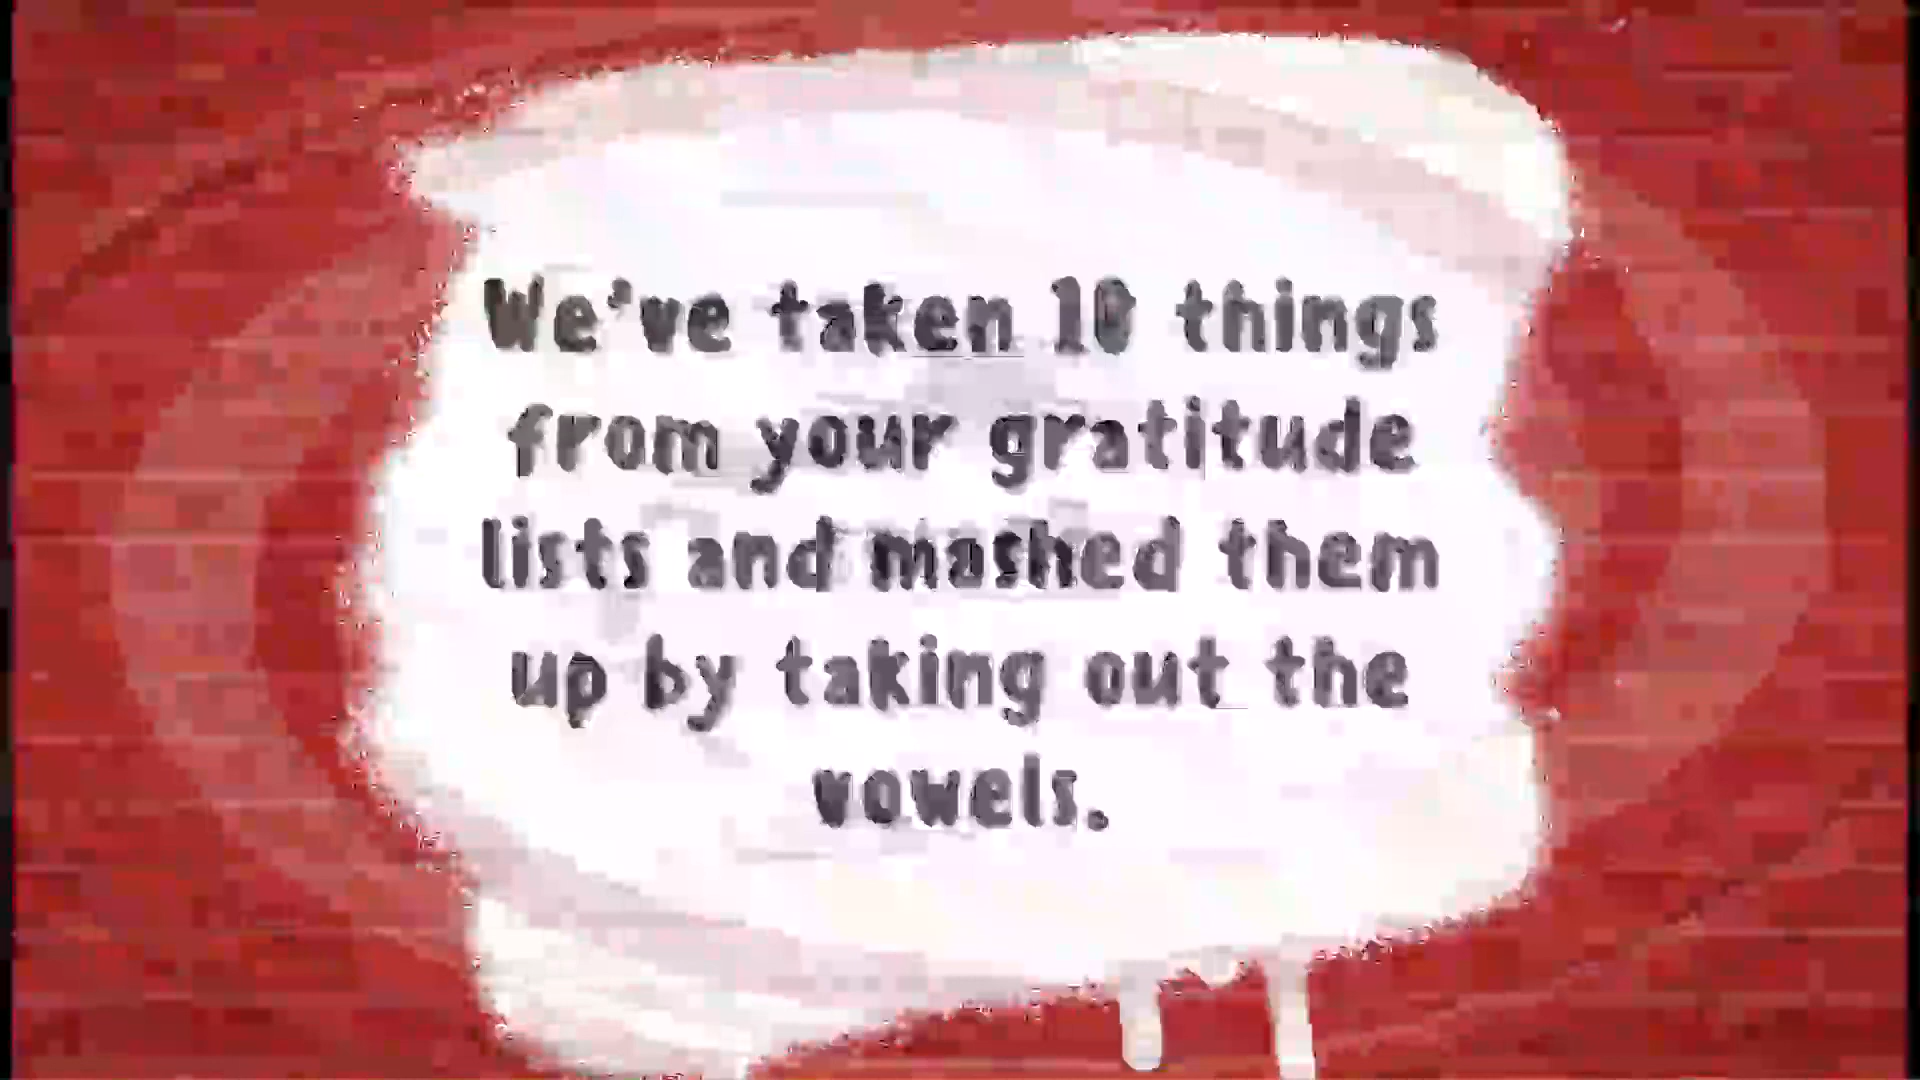 We've taken 10 things
from your gratitude
lists and mashed them
up by taking out the
vowels.